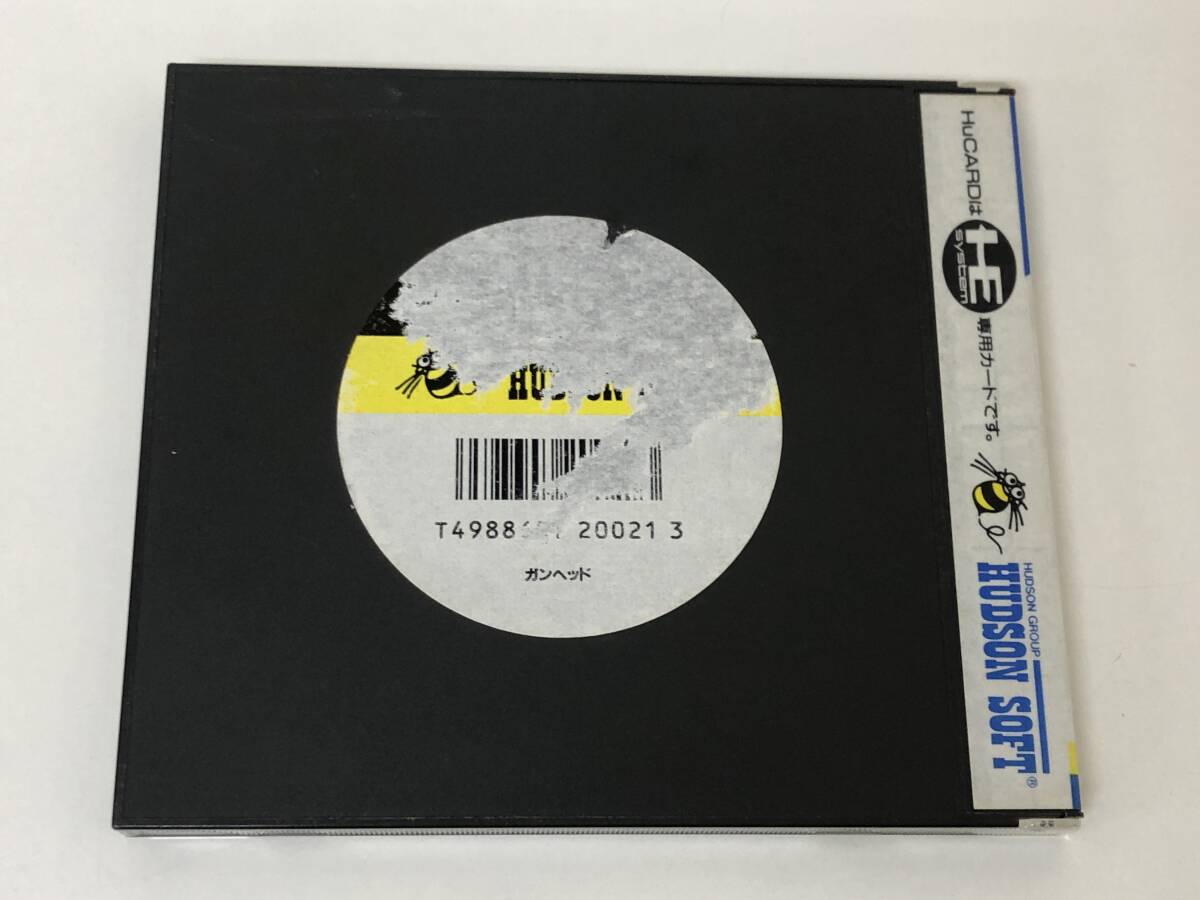 HUDSON
T4988 20021 3
ガンヘッド
HuCARDは
HE
system
専用カードです。
HUDSON GROUP
HUDSON SOFT®